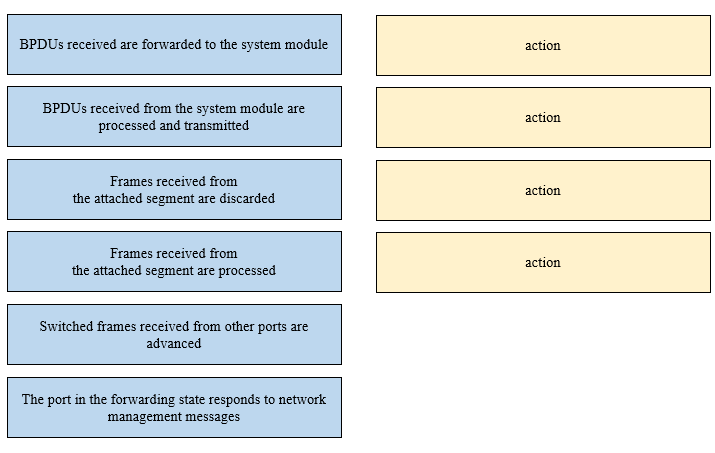 BPDUs received are forwarded to the system module
action
BPDUs received from the system module are
processed and transmitted
action
Frames received from
the attached segment are discarded
action
Frames received from
the attached segment are processed
action
Switched frames received from other ports are
advanced
The port in the forwarding state responds to network
management messages